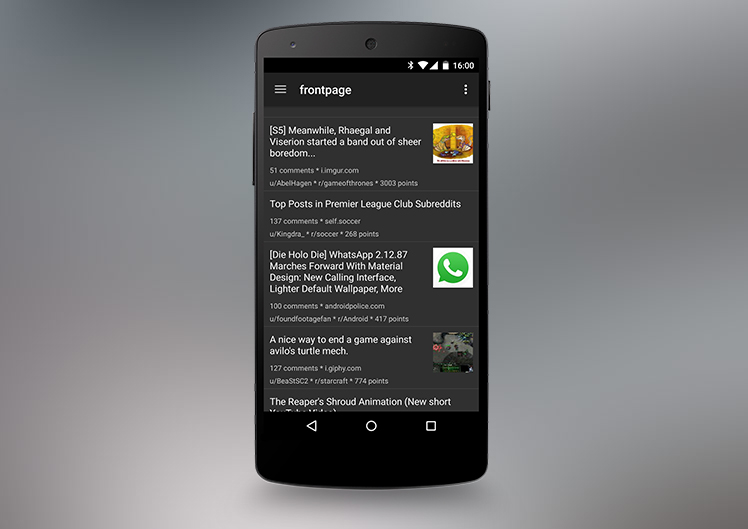 16:00
frontpage
[S5] Meanwhile, Rhaegal and
Viserion started a band out of sheer
boredom...
51 comments * i.imgur.com
u/AbelHagen * r/gameofthrones * 3003 points
Top Posts in Premier League Club Subreddits
137 comments * self.soccer
u/Kingdra_ * r/soccer * 268 points
[Die Holo Die] WhatsApp 2.12.87
Marches Forward With Material
Design: New Calling Interface,
Lighter Default Wallpaper, More
100 comments * androidpolice.com
u/foundfootagefan * r/Android * 417 points
A nice way to end a game against
avilo's turtle mech.
127 comments * i.giphy.com
u/BeaStSC2 * r/starcraft * 774 points
The Reaper's Shroud Animation (New short
YouTube Video)